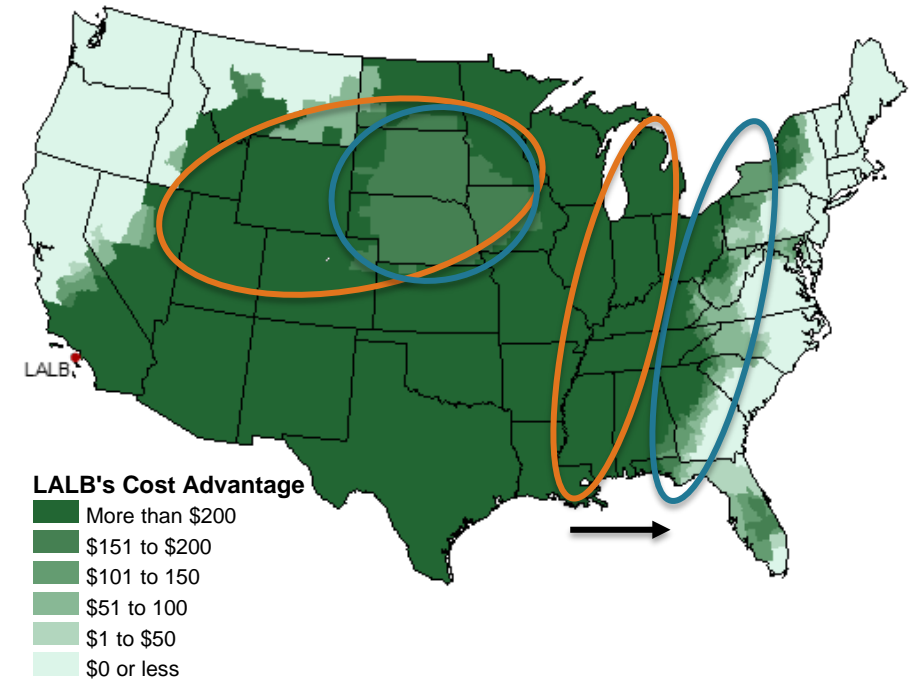 LALB
LALB's Cost Advantage
More than $200
$151 to $200
$101 to 150
$51 to 100
$1 to $50
$0 or less